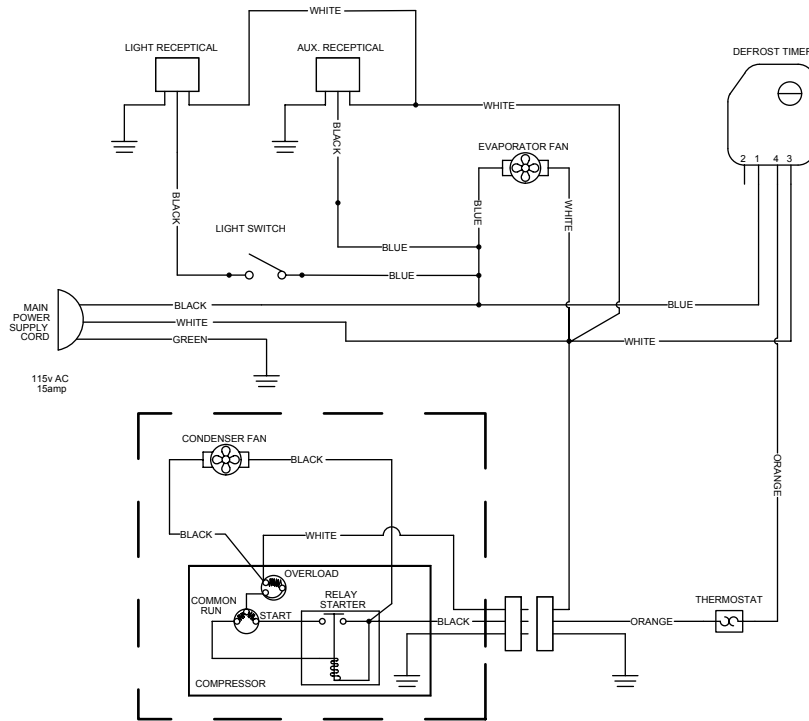 WHITE
LIGHT RECEPTICAL
AUX. RECEPTICAL
DEFROST TIMER
WHITE
BLACK
EVAPORATOR FAN
2 1 4 3
BLACK
BLUE
WHITE
LIGHT SWITCH
BLUE
BLUE
MAIN
POWER
SUPPLY
CORD
BLACK
BLUE
WHITE
WHITE
GREEN
115v AC
15amp
CONDENSER FAN
BLACK
ORANGE
BLACK
WHITE
OVERLOAD
COMMON
RUN
START
RELAY
STARTER
BLACK
ORANGE
THERMOSTAT
COMPRESSOR